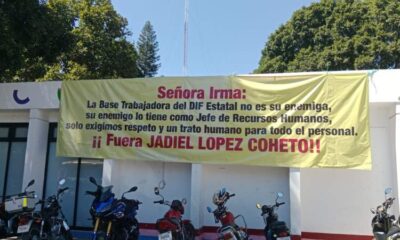 Señora Irma:
La Base Trabajadora del DIF Estatal no es su enemiga,
su enemigo lo tiene como Jefe de Recursos Humanos,
solo exigimos respeto y un trato humano para todo el personal.
¡¡ Fuera JADIEL LOPEZ COHETO!!